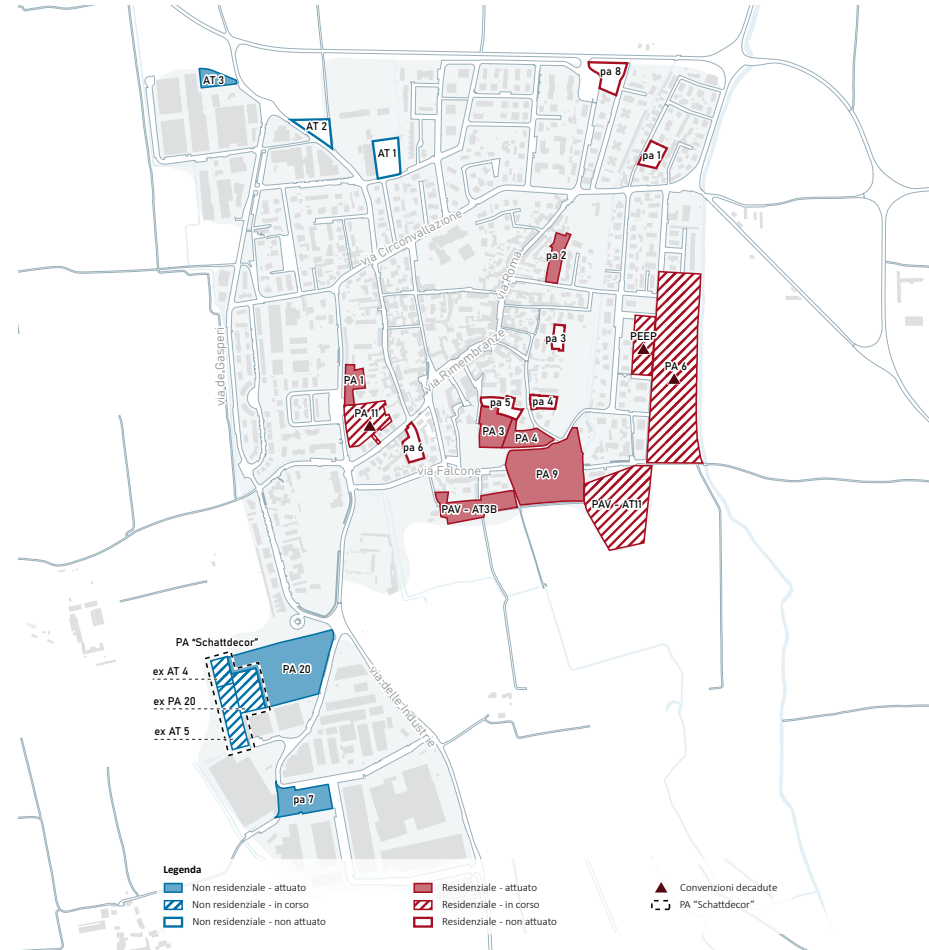 pa 8
AT 3
AT 2
AT 1
pa 1
via Circonvallazione
pa 2
via Roma
via de Gasperi
pa 3
PEEP
PA 6
via Rimembranze
PA 1
PA 11
pa 5
pa 4
PA 3
PA 4
pa 6
via Falcone
PA 9
PAV - AT3B
PAV - AT11
PA "Schattdecor"
ex AT 4
PA 20
ex PA 20
ex AT 5
via delle Industrie
pa 7
Legenda
Non residenziale - attuato
Non residenziale - in corso
Non residenziale - non attuato
Residenziale - attuato
Residenziale - in corso
Residenziale - non attuato
Convenzioni decadute
PA "Schattdecor"